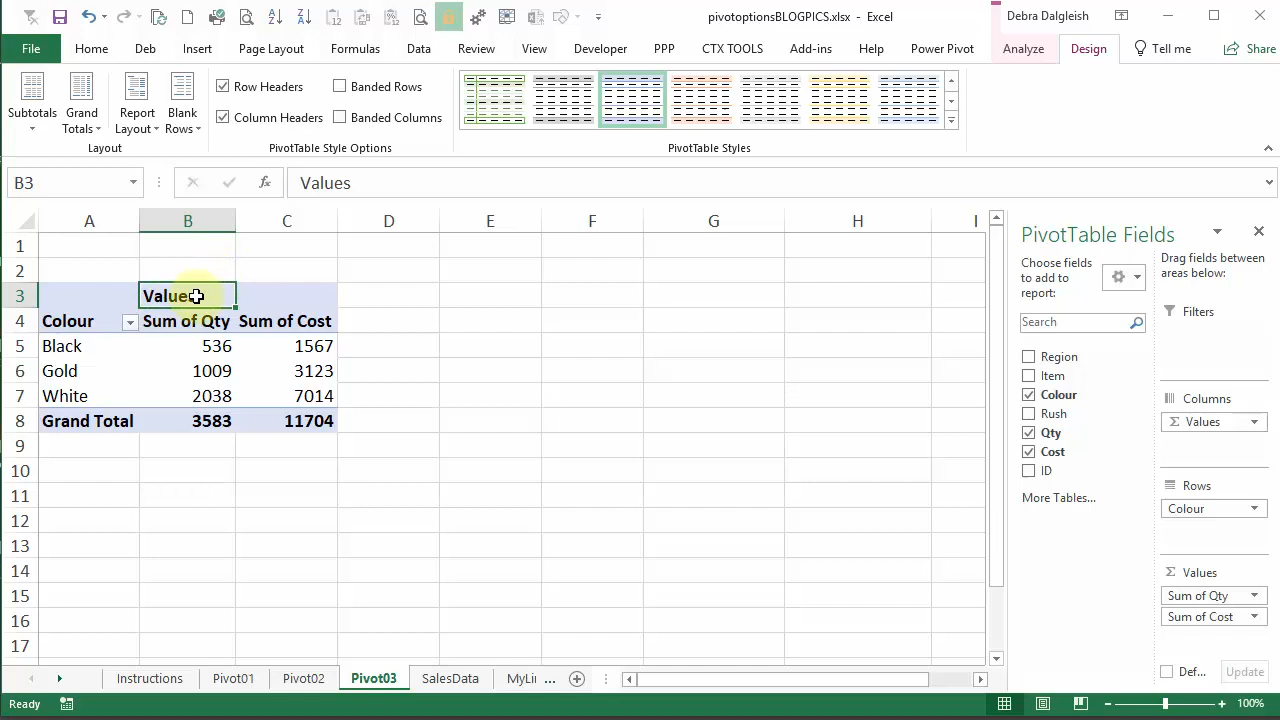 pivotoptionsBLOGPICS.xlsx - Excel
Debra Dalgleish
File Home Deb Insert Page Layout Formulas Data Review View Developer PPP CTX TOOLS Add-ins Help Power Pivot Analyze Design Tell me Share
Subtotals
Grand Totals
Report Layout
Blank Rows
Layout
Row Headers Banded Rows
Column Headers Banded Columns
PivotTable Style Options
PivotTable Styles
B3 fx Values
A B C D E F G H I
1
2
3 Values
4 Colour Sum of Qty Sum of Cost
5 Black 536 1567
6 Gold 1009 3123
7 White 2038 7014
8 Grand Total 3583 11704
9
10
11
12
13
14
15
16
17
PivotTable Fields
Choose fields to add to report:
Search
Region
Item
Colour
Rush
Qty
Cost
ID
More Tables...
Drag fields between areas below:
Filters
Columns
Σ Values
Rows
Colour
Σ Values
Sum of Qty
Sum of Cost
Def... Update
Instructions Pivot01 Pivot02 Pivot03 SalesData MyLin ...
Ready
100%